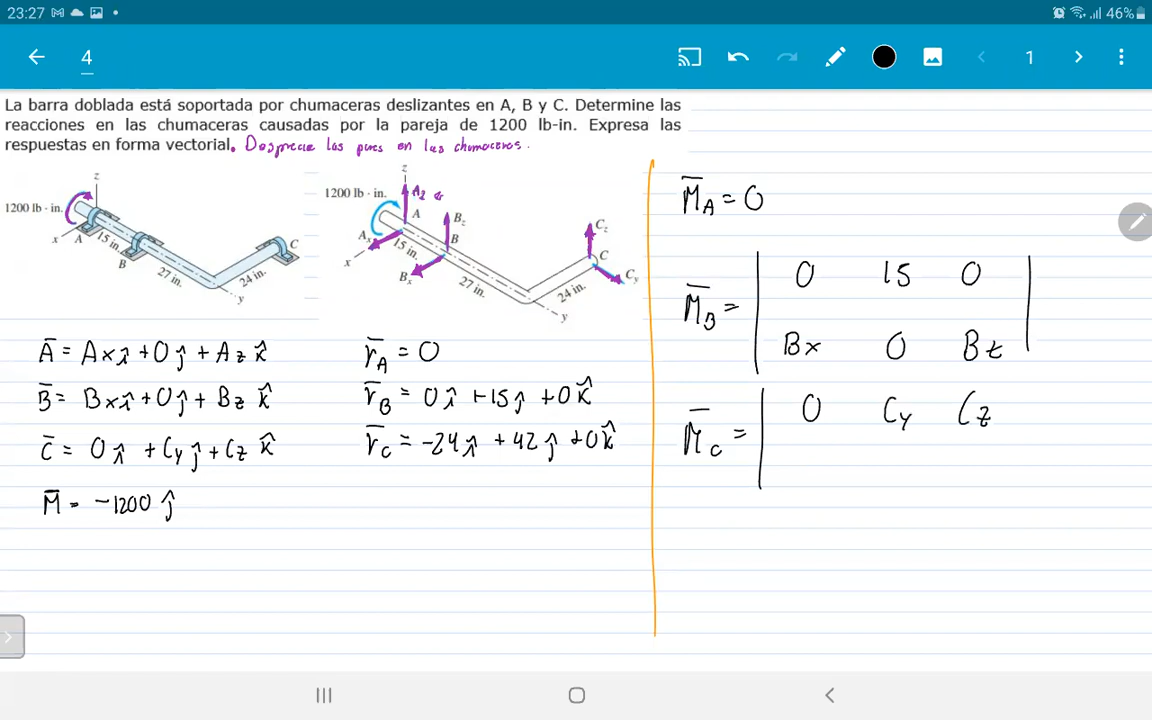 23:27 46%
4 1
La barra doblada está soportada por chumaceras deslizantes en A, B y C. Determine las
reacciones en las chumaceras causadas por la pareja de 1200 lb-in. Expresa las
respuestas en forma vectorial. Desprecie los pares en las chumaceras.
z
1200 lb · in.
x
A
15 in.
B
27 in.
24 in.
C
y
z
1200 lb · in.
Az
A
Ax
x
15 in.
Bz
B
Bx
27 in.
24 in.
Cz
C
Cy
y
A̅ = Ax î + 0 ĵ + Az k̂
B̅ = Bx î + 0 ĵ + Bz k̂
C̅ = 0 î + Cy ĵ + Cz k̂
M̅ = -1200 ĵ
r̅A = 0
r̅B = 0 î + 15 ĵ + 0 k̂
r̅C = -24 î + 42 ĵ + 0 k̂
M̅A = 0
0 15 0
M̅B =
Bx 0 Bz
0 Cy Cz
M̅C =